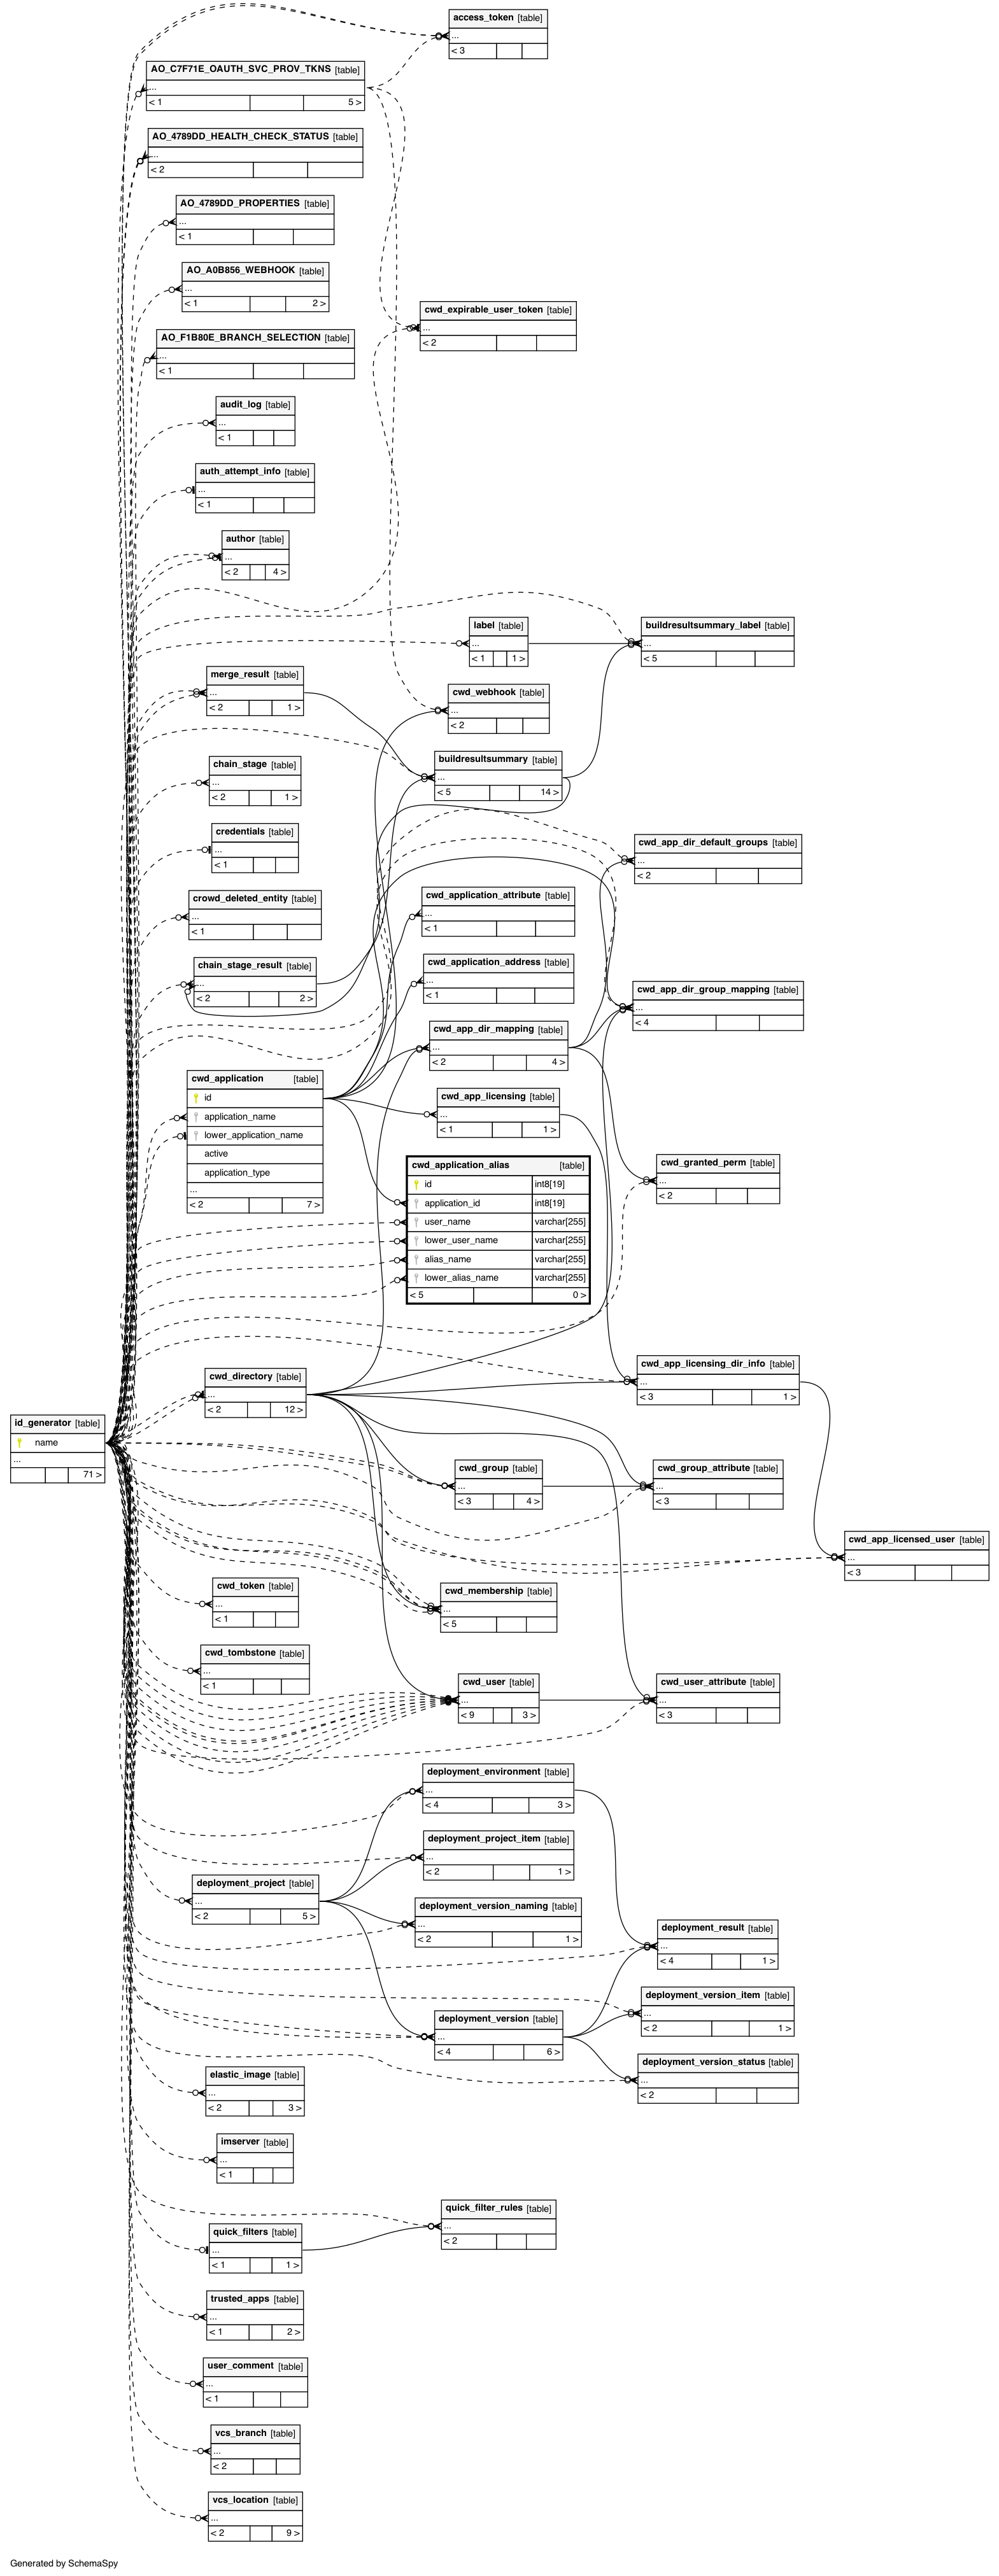 access_token [table]
...
< 3
AO_C7F71E_OAUTH_SVC_PROV_TKNS [table]
...
< 1 5 >
AO_4789DD_HEALTH_CHECK_STATUS [table]
...
< 2
AO_4789DD_PROPERTIES [table]
...
< 1
AO_A0B856_WEBHOOK [table]
...
< 1 2 >
cwd_expirable_user_token [table]
...
< 2
AO_F1B80E_BRANCH_SELECTION [table]
...
< 1
audit_log [table]
...
< 1
auth_attempt_info [table]
...
< 1
author [table]
...
< 2 4 >
label [table]
...
< 1 1 >
buildresultsummary_label [table]
...
< 5
merge_result [table]
...
< 2 1 >
cwd_webhook [table]
...
< 2
buildresultsummary [table]
...
< 5 14 >
chain_stage [table]
...
< 2 1 >
credentials [table]
...
< 1
cwd_app_dir_default_groups [table]
...
< 2
crowd_deleted_entity [table]
...
< 1
cwd_application_attribute [table]
...
< 1
chain_stage_result [table]
...
< 2 2 >
cwd_application_address [table]
...
< 1
cwd_app_dir_group_mapping [table]
...
< 4
cwd_app_dir_mapping [table]
...
< 2 4 >
cwd_application [table]
id
application_name
lower_application_name
active
application_type
...
< 2 7 >
cwd_app_licensing [table]
...
< 1 1 >
cwd_application_alias [table]
id int8[19]
application_id int8[19]
user_name varchar[255]
lower_user_name varchar[255]
alias_name varchar[255]
lower_alias_name varchar[255]
< 5 0 >
cwd_granted_perm [table]
...
< 2
cwd_directory [table]
...
< 2 12 >
cwd_app_licensing_dir_info [table]
...
< 3 1 >
id_generator [table]
name
...
71 >
cwd_group [table]
...
< 3 4 >
cwd_group_attribute [table]
...
< 3
cwd_app_licensed_user [table]
...
< 3
cwd_token [table]
...
< 1
cwd_membership [table]
...
< 5
cwd_tombstone [table]
...
< 1
cwd_user [table]
...
< 9 3 >
cwd_user_attribute [table]
...
< 3
deployment_environment [table]
...
< 4 3 >
deployment_project_item [table]
...
< 2 1 >
deployment_project [table]
...
< 2 5 >
deployment_version_naming [table]
...
< 2 1 >
deployment_result [table]
...
< 4 1 >
deployment_version_item [table]
...
< 2 1 >
deployment_version [table]
...
< 4 6 >
deployment_version_status [table]
...
< 2
elastic_image [table]
...
< 2 3 >
imserver [table]
...
< 1
quick_filter_rules [table]
...
< 2
quick_filters [table]
...
< 1 1 >
trusted_apps [table]
...
< 1 2 >
user_comment [table]
...
< 1
vcs_branch [table]
...
< 2
vcs_location [table]
...
< 2 9 >
Generated by SchemaSpy